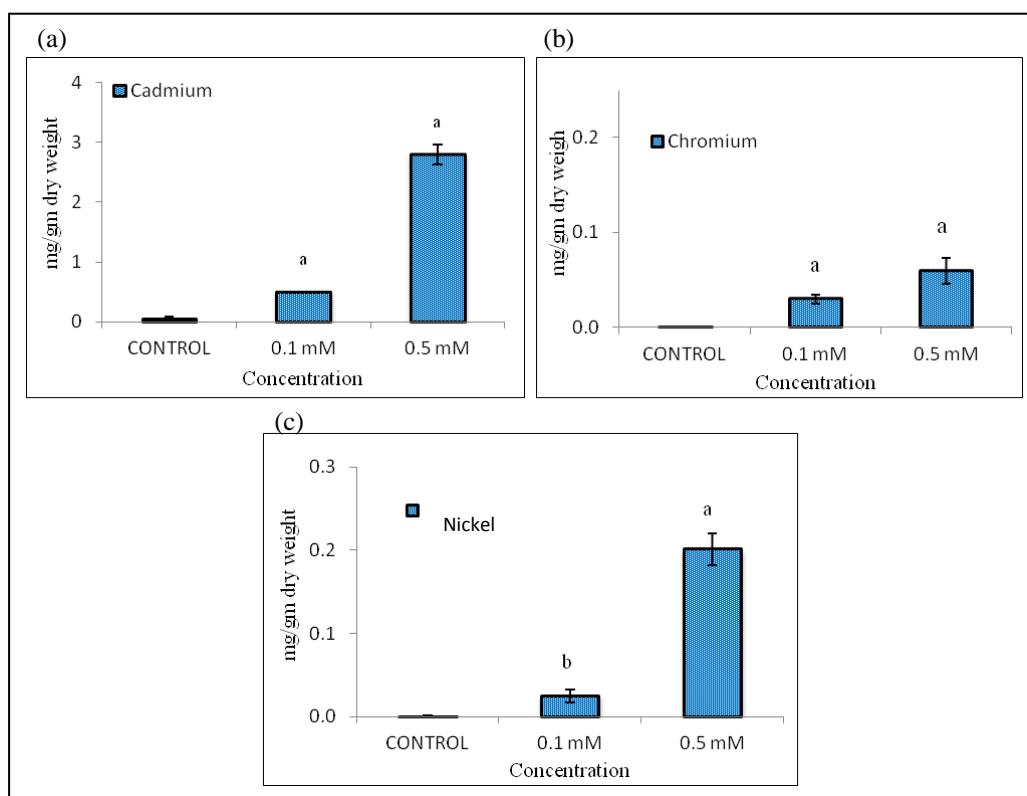 (a)
Cadmium
mg/gm dry weight
4
3
2
1
0
a
a
CONTROL
0.1 mM
0.5 mM
Concentration
(b)
Chromium
mg/gm dry weigh
0.2
0.1
0.0
a
a
CONTROL
0.1 mM
0.5 mM
Concentration
(c)
Nickel
mg/gm dry weight
0.3
0.2
0.1
0.0
b
a
CONTROL
0.1 mM
0.5 mM
Concentration